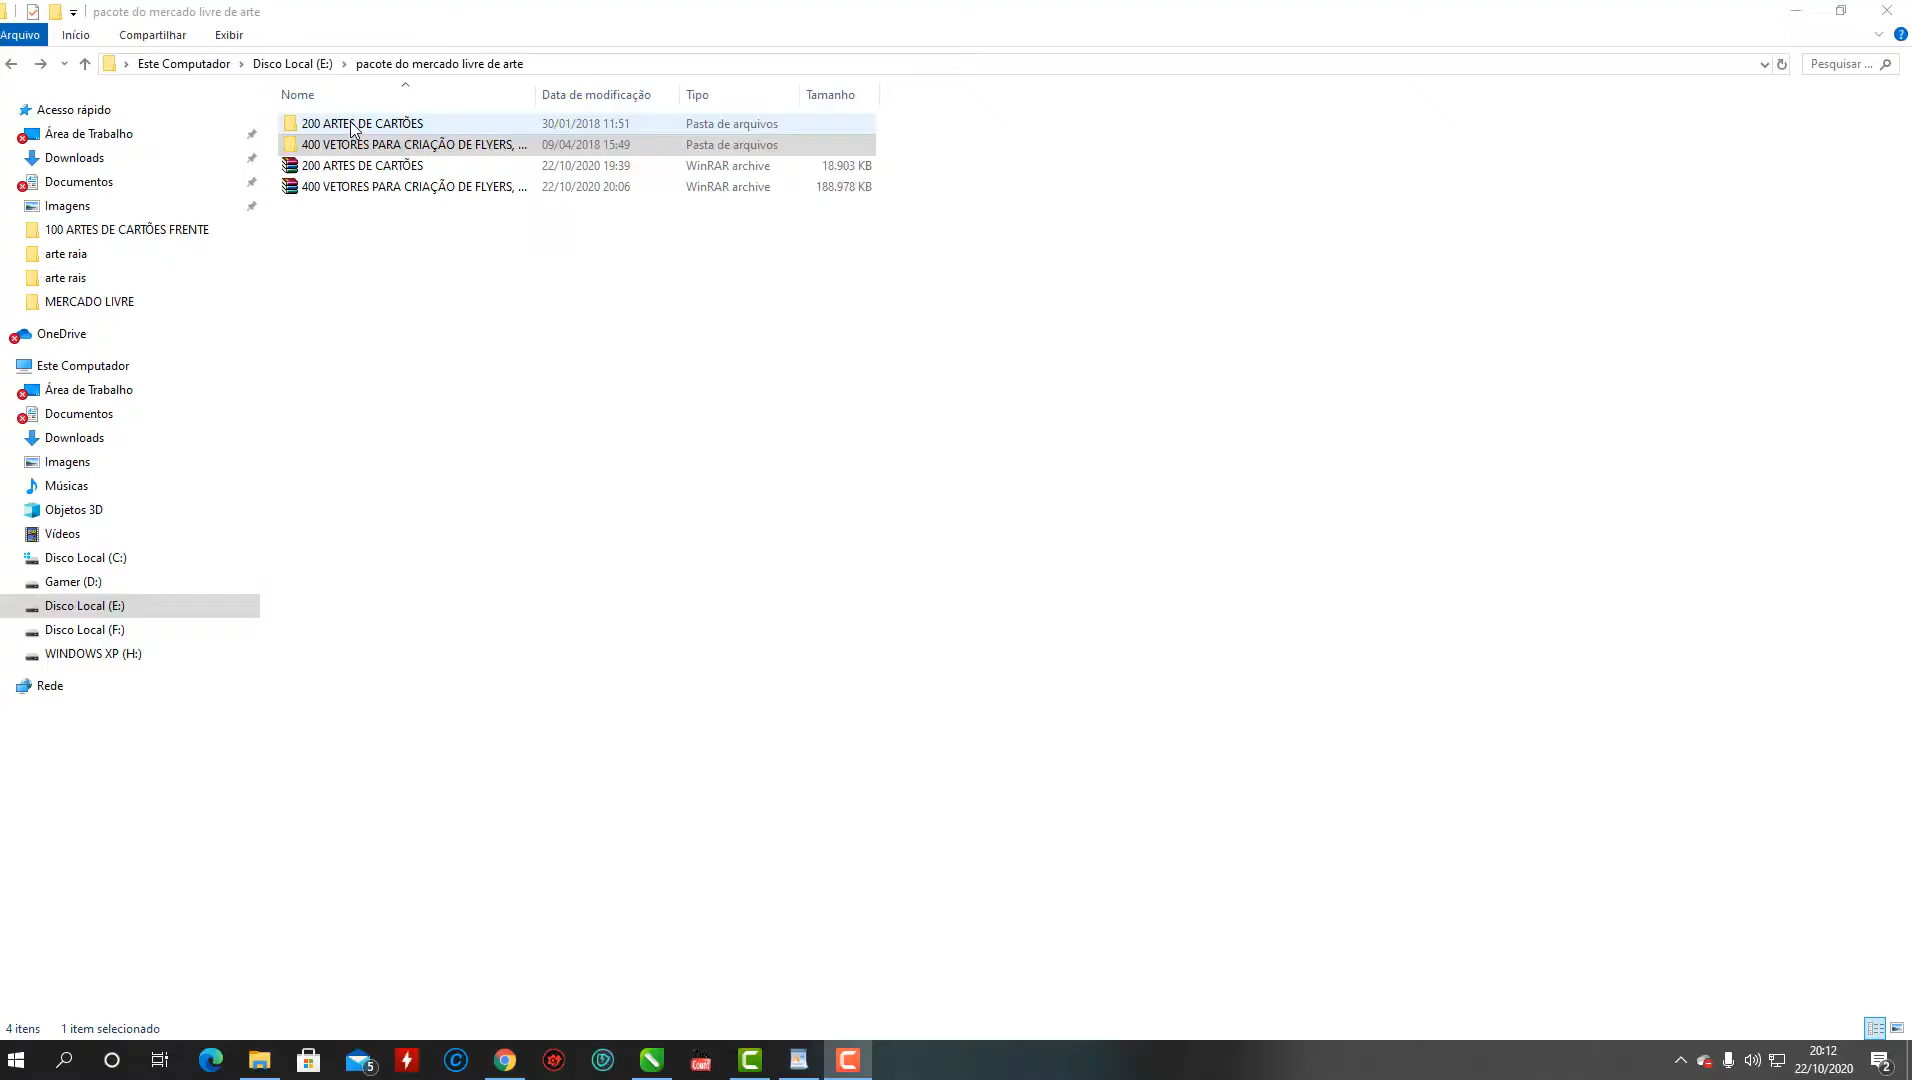 pacote do mercado livre de arte
Arquivo Início Compartilhar Exibir
Este Computador Disco Local (E:) pacote do mercado livre de arte Pesquisar ...
Nome Data de modificação Tipo Tamanho
200 ARTES DE CARTÕES 30/01/2018 11:51 Pasta de arquivos
400 VETORES PARA CRIAÇÃO DE FLYERS, ... 09/04/2018 15:49 Pasta de arquivos
200 ARTES DE CARTÕES 22/10/2020 19:39 WinRAR archive 18.903 KB
400 VETORES PARA CRIAÇÃO DE FLYERS, ... 22/10/2020 20:06 WinRAR archive 188.978 KB
Acesso rápido
Área de Trabalho
Downloads
Documentos
Imagens
100 ARTES DE CARTÕES FRENTE
arte raia
arte rais
MERCADO LIVRE
OneDrive
Este Computador
Área de Trabalho
Documentos
Downloads
Imagens
Músicas
Objetos 3D
Vídeos
Disco Local (C:)
Gamer (D:)
Disco Local (E:)
Disco Local (F:)
WINDOWS XP (H:)
Rede
4 itens 1 item selecionado
5
Count
20:12
22/10/2020
2